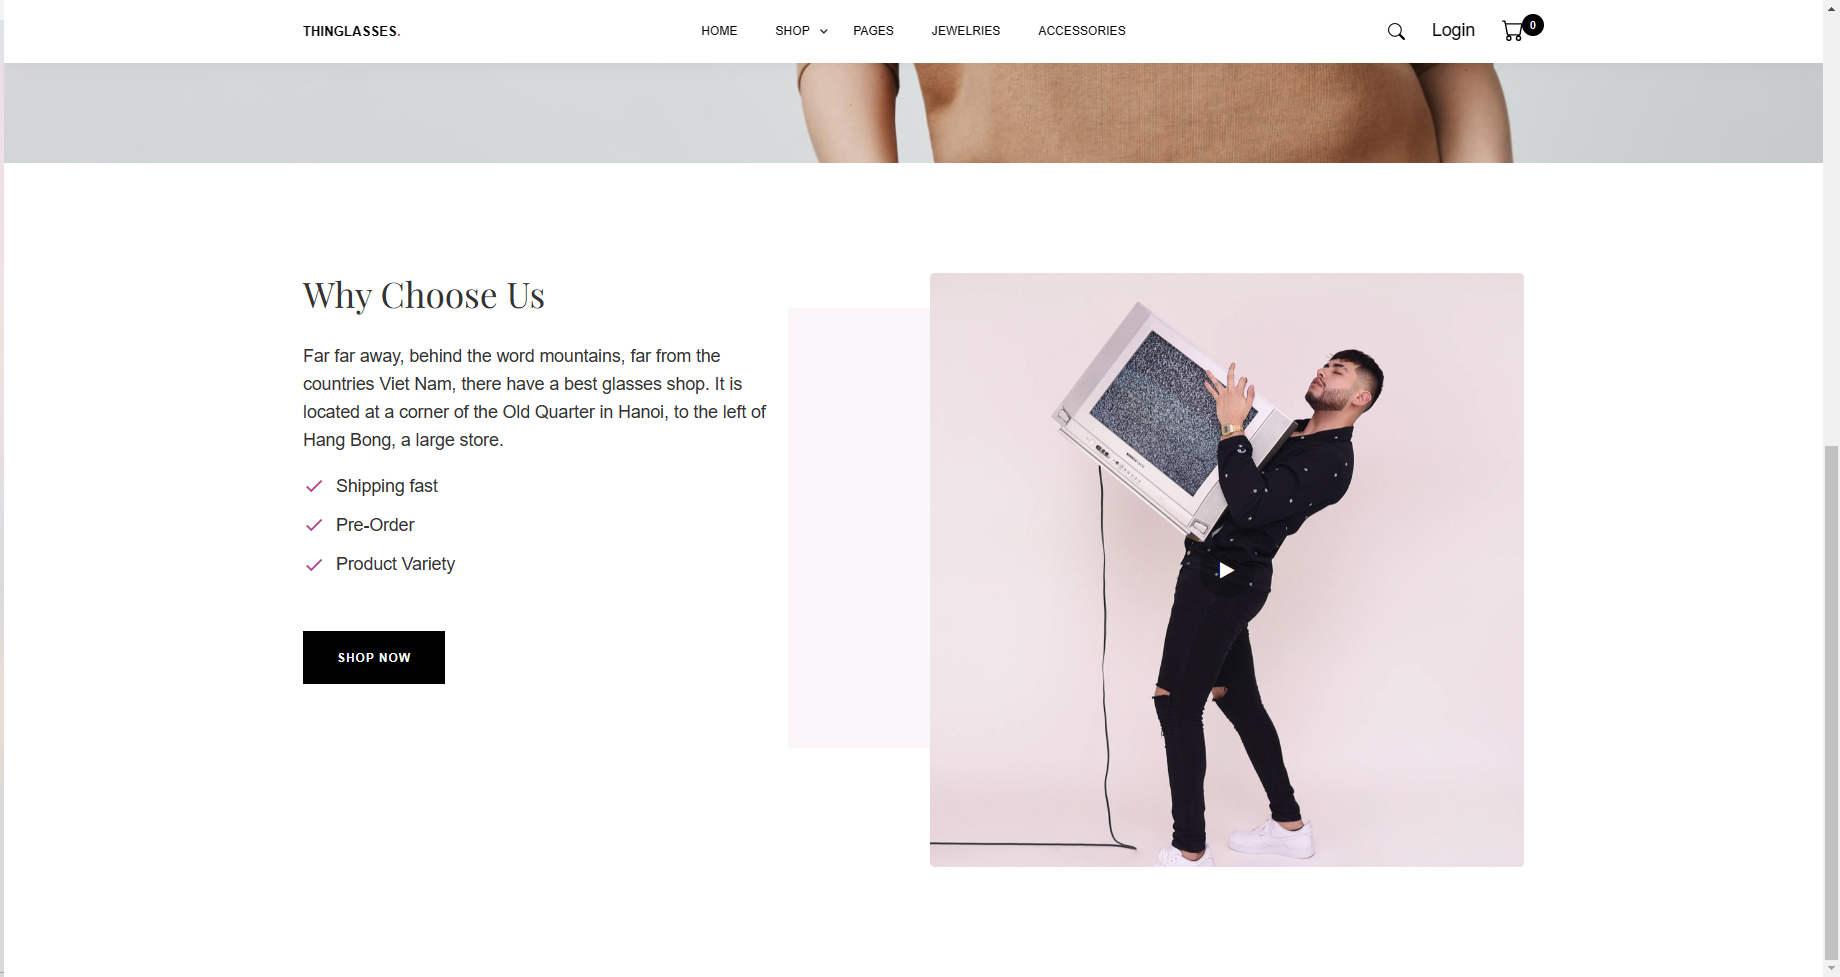 THINGLASSES.
HOME SHOP PAGES JEWELRIES ACCESSORIES
Login 0
Why Choose Us
Far far away, behind the word mountains, far from the
countries Viet Nam, there have a best glasses shop. It is
located at a corner of the Old Quarter in Hanoi, to the left of
Hang Bong, a large store.
Shipping fast
Pre-Order
Product Variety
SHOP NOW